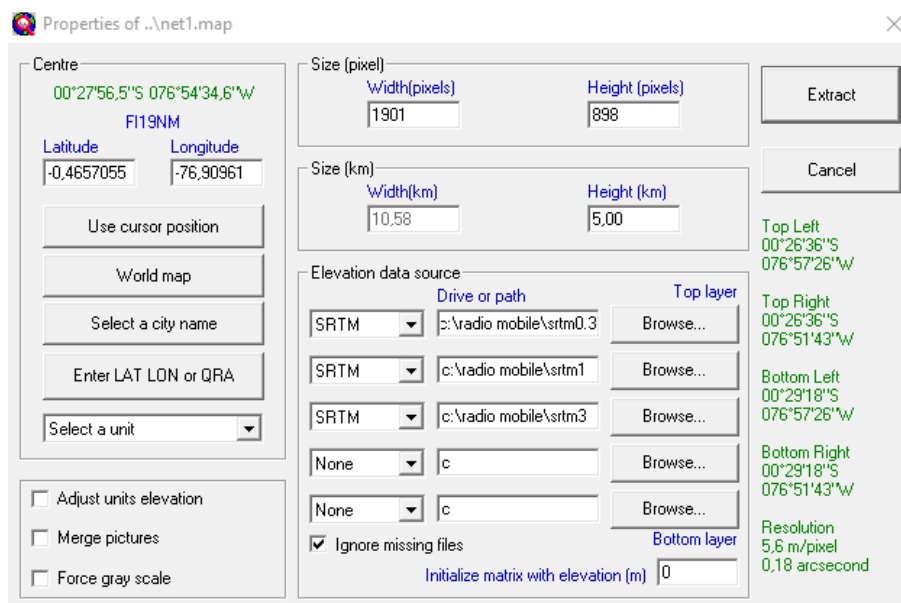 Properties of ..\net1.map
Centre
00°27'56,5''S 076°54'34,6''W
FI19NM
Latitude Longitude
-0,4657055 -76,90961
Use cursor position
World map
Select a city name
Enter LAT LON or QRA
Select a unit
Adjust units elevation
Merge pictures
Force gray scale
Size (pixel)
Width(pixels) Height (pixels)
1901 898
Size (km)
Width(km) Height (km)
10,58 5,00
Elevation data source
Drive or path Top layer
SRTM c:\radio mobile\srtm0.3 Browse...
SRTM c:\radio mobile\srtm1 Browse...
SRTM c:\radio mobile\srtm3 Browse...
None c Browse...
None c Browse...
Ignore missing files Bottom layer
Initialize matrix with elevation (m) 0
Extract
Cancel
Top Left
00°26'36''S
076°57'26''W
Top Right
00°26'36''S
076°51'43''W
Bottom Left
00°29'18''S
076°57'26''W
Bottom Right
00°29'18''S
076°51'43''W
Resolution
5,6 m/pixel
0,18 arcsecond